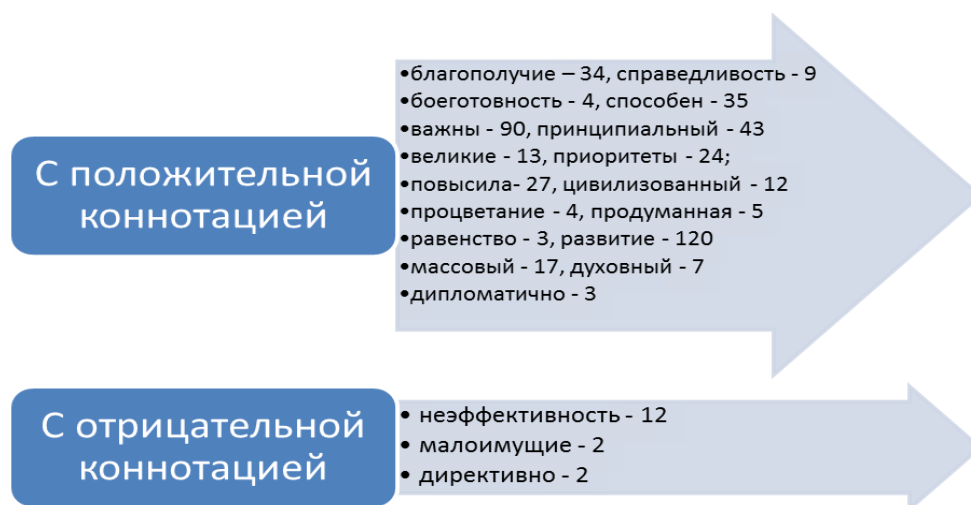 С положительной
коннотацией
•благополучие – 34, справедливость - 9
•боеготовность - 4, способен - 35
•важны - 90, принципиальный - 43
•великие - 13, приоритеты - 24;
•повысила- 27, цивилизованный - 12
•процветание - 4, продуманная - 5
•равенство - 3, развитие - 120
•массовый - 17, духовный - 7
•дипломатично - 3
С отрицательной
коннотацией
• неэффективность - 12
• малоимущие - 2
• директивно - 2